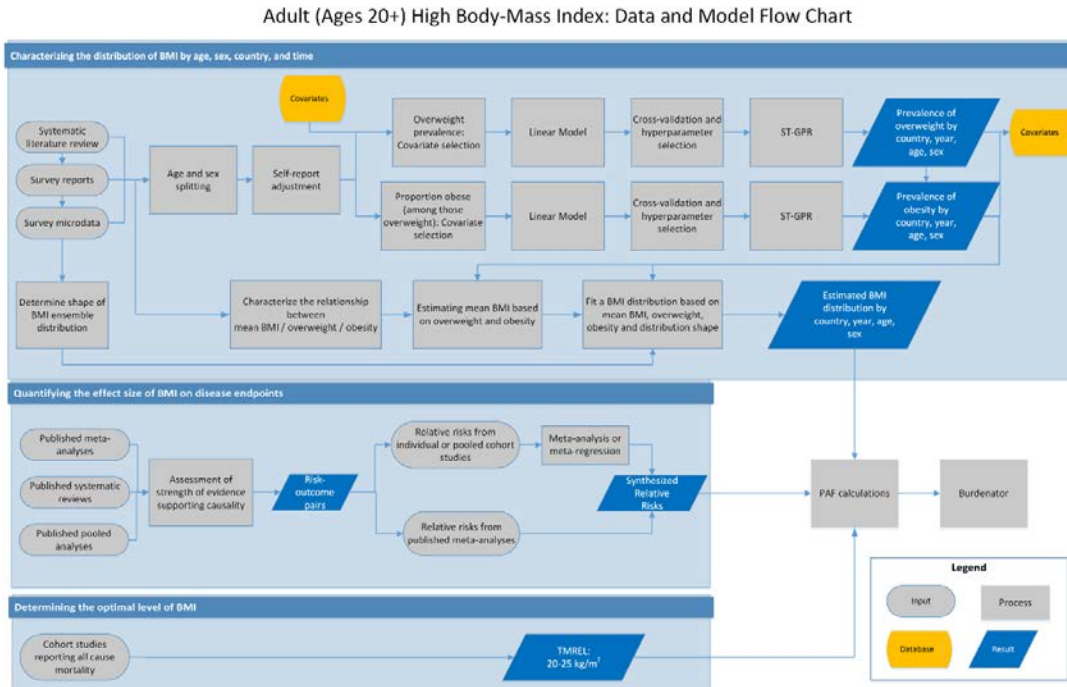 Adult (Ages 20+) High Body-Mass Index: Data and Model Flow Chart
Characterizing the distribution of BMI by age, sex, country, and time
Covariates
Systematic
literature review
Survey reports
Survey microdata
Age and sex
splitting
Self-report
adjustment
Overweight
prevalence:
Covariate selection
Linear Model
Cross-validation and
hyperparameter
selection
ST-GPR
Prevalence of
overweight by
country, year,
age, sex
Covariates
Proportion obese
(among those
overweight): Covariate
selection
Linear Model
Cross-validation and
hyperparameter
selection
ST-GPR
Prevalence of
obesity by
country, year,
age, sex
Determine shape of
BMI ensemble
distribution
Characterize the relationship
between
mean BMI / overweight / obesity
Estimating mean BMI based
on overweight and obesity
Fit a BMI distribution based on
mean BMI, overweight,
obesity and distribution shape
Estimated BMI
distribution by
country, year, age,
sex
Quantifying the effect size of BMI on disease endpoints
Published meta-
analyses
Published systematic
reviews
Published pooled
analyses
Assessment of
strength of evidence
supporting causality
Risk-
outcome
pairs
Relative risks from
individual or pooled cohort
studies
Meta-analysis or
meta-regression
Relative risks from
published meta-analyses
Synthesized
Relative
Risks
PAF calculations
Burdenator
Determining the optimal level of BMI
Cohort studies
reporting all cause
mortality
TMREL:
20-25 kg/m²
Legend
Input
Process
Database
Result